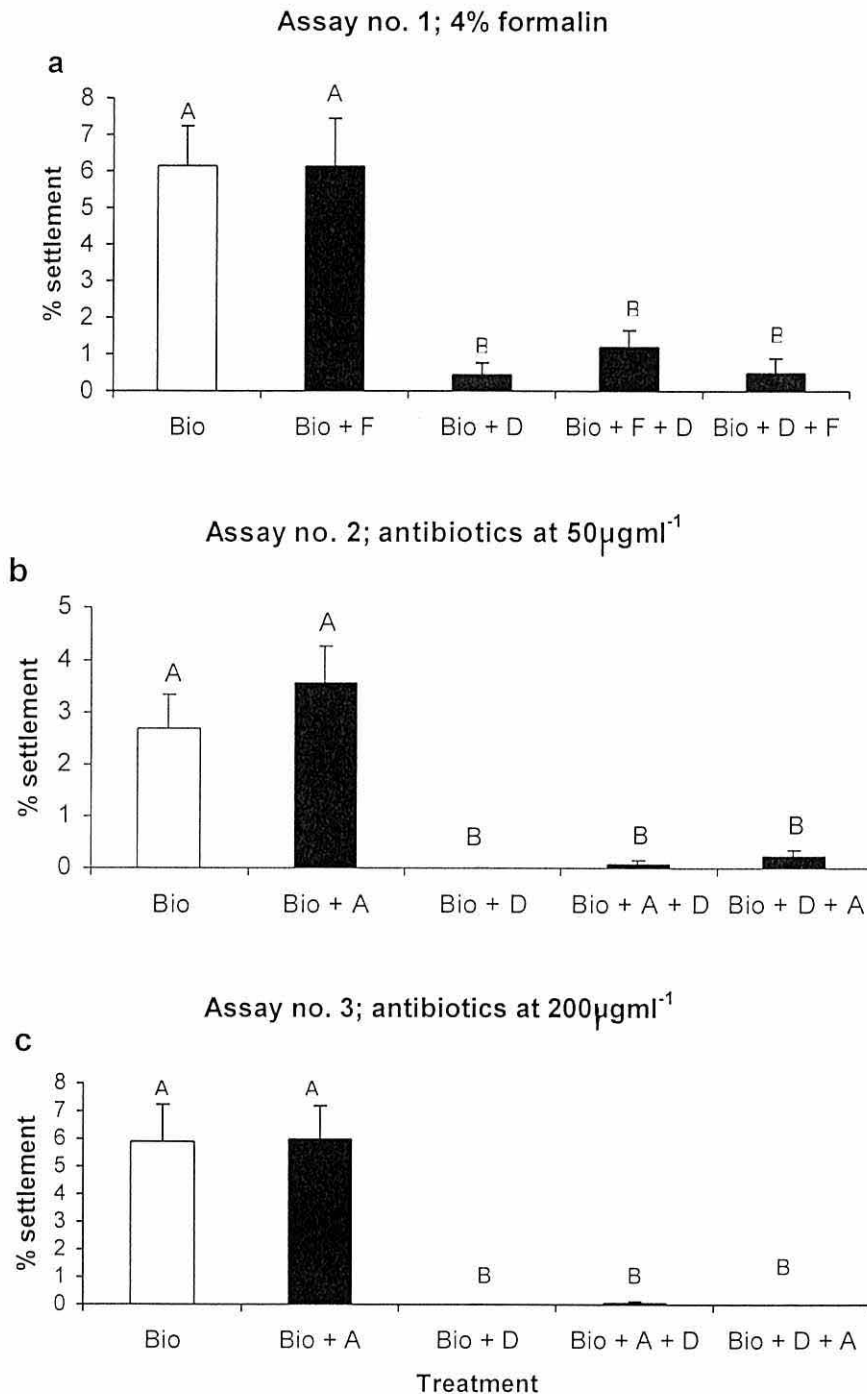 Assay no. 1; 4% formalin
a
8
7
6
5
4
3
2
1
0
% settlement
A A B B B
Bio Bio + F Bio + D Bio + F + D Bio + D + F
Assay no. 2; antibiotics at 50µgml⁻¹
b
5
4
3
2
1
0
% settlement
A A B B B
Bio Bio + A Bio + D Bio + A + D Bio + D + A
Assay no. 3; antibiotics at 200µgml⁻¹
c
8
7
6
5
4
3
2
1
0
% settlement
A A B B B
Bio Bio + A Bio + D Bio + A + D Bio + D + A
Treatment